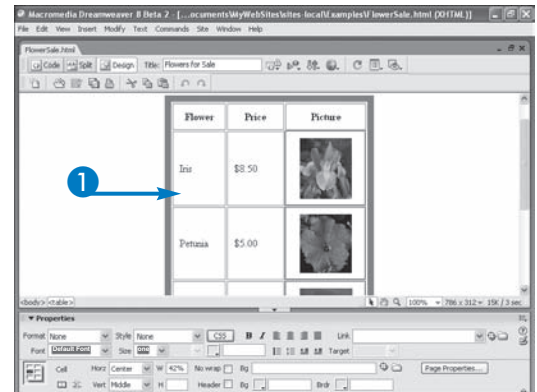 Macromedia Dreamweaver 8 Beta 2 - [...ocuments\MyWebSites\sites-local\Examples\FlowerSale.html (XHTML)]
File Edit View Insert Modify Text Commands Site Window Help
FlowerSale.html
Code Split Design Title: Flowers for Sale
Flower Price Picture
Iris $8.50
1
Petunia $5.00
<body> <table> 100% 786 x 312 15K / 3 sec
Properties
Format None Style None CSS B I Link
Font Default Font Size none Target
Cell Horz Center W 42% No wrap Bg Page Properties...
Vert Middle H Header Bg Brdr